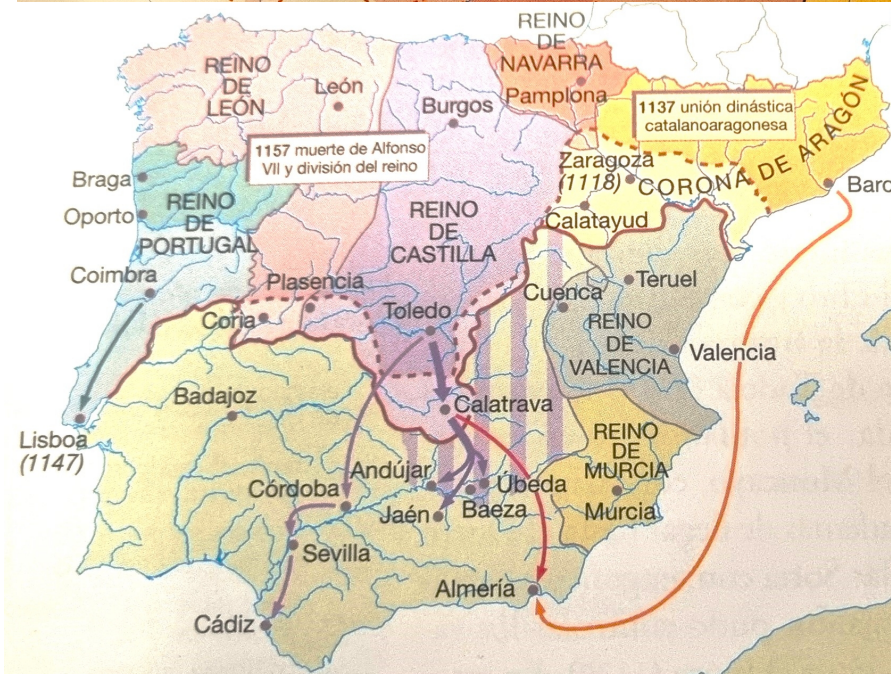 REINO
DE
NAVARRA
Pamplona
REINO
DE
LEÓN
León
Burgos
1137 unión dinástica
catalanoaragonesa
1157 muerte de Alfonso
VII y división del reino
Zaragoza
(1118)
CORONA DE ARAGÓN
Calatayud
Barc
Braga
Oporto
REINO
DE
PORTUGAL
REINO
DE
CASTILLA
Coimbra
Plasencia
Coria
Toledo
Cuenca
Teruel
REINO
DE
VALENCIA
Valencia
Badajoz
Calatrava
Lisboa
(1147)
REINO
DE
MURCIA
Murcia
Andújar
Úbeda
Baeza
Jaén
Córdoba
Sevilla
Almería
Cádiz